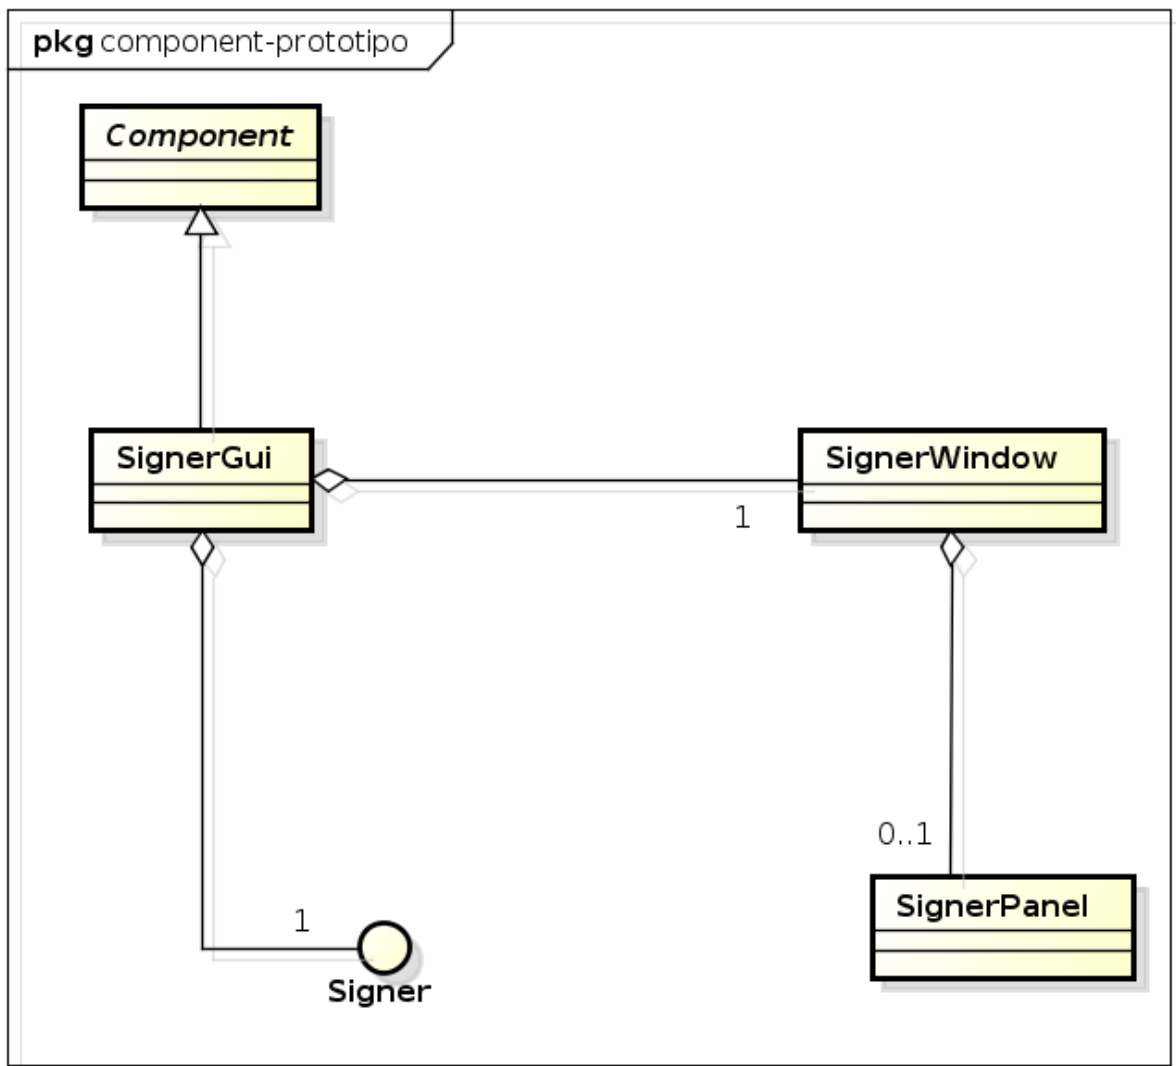 pkg component-prototipo
Component
SignerGui
SignerWindow
1
0..1
SignerPanel
1
Signer